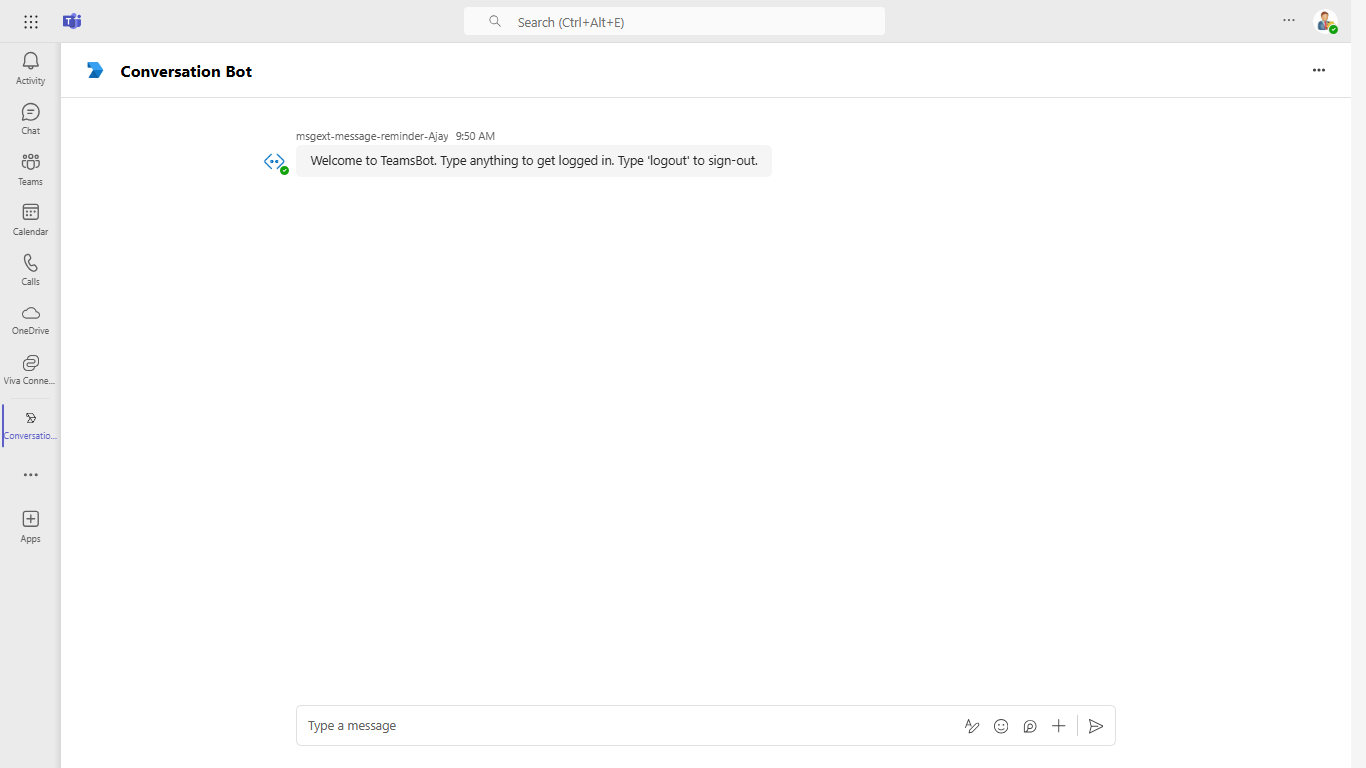 Search (Ctrl+Alt+E)
Activity
Chat
Teams
Calendar
Calls
OneDrive
Viva Conne...
Conversatio...
Apps
Conversation Bot
msgext-message-reminder-Ajay 9:50 AM
Welcome to TeamsBot. Type anything to get logged in. Type 'logout' to sign-out.
Type a message